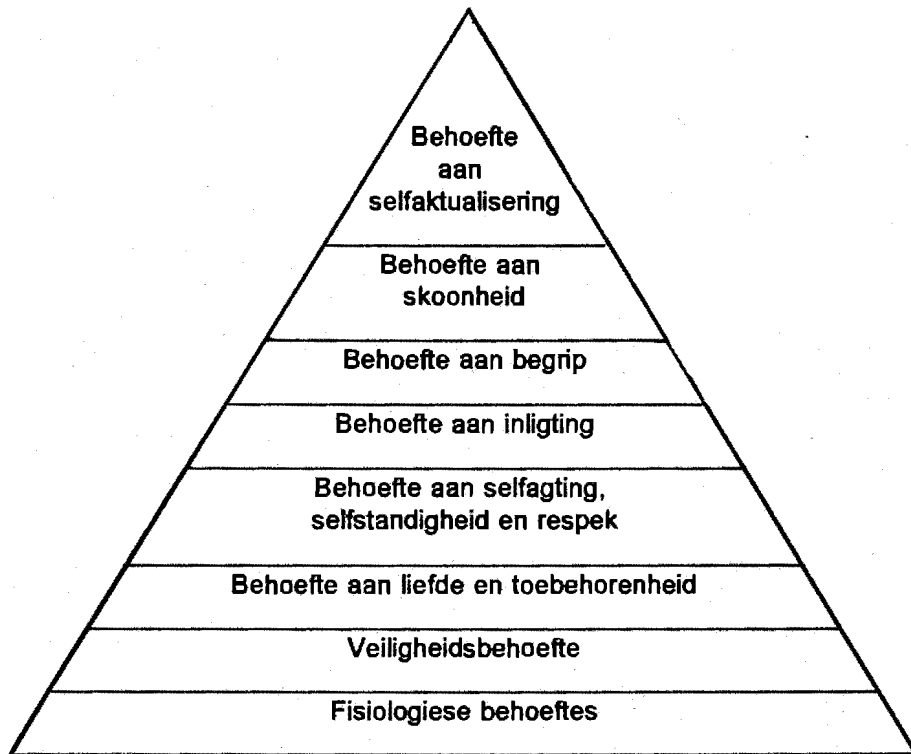 Behoefte
aan
selfaktualisering
Behoefte aan
skoonheid
Behoefte aan begrip
Behoefte aan inligting
Behoefte aan selfagting,
selfstandigheid en respek
Behoefte aan liefde en toebehorenheid
Veiligheidsbehoefte
Fisiologiese behoeftes